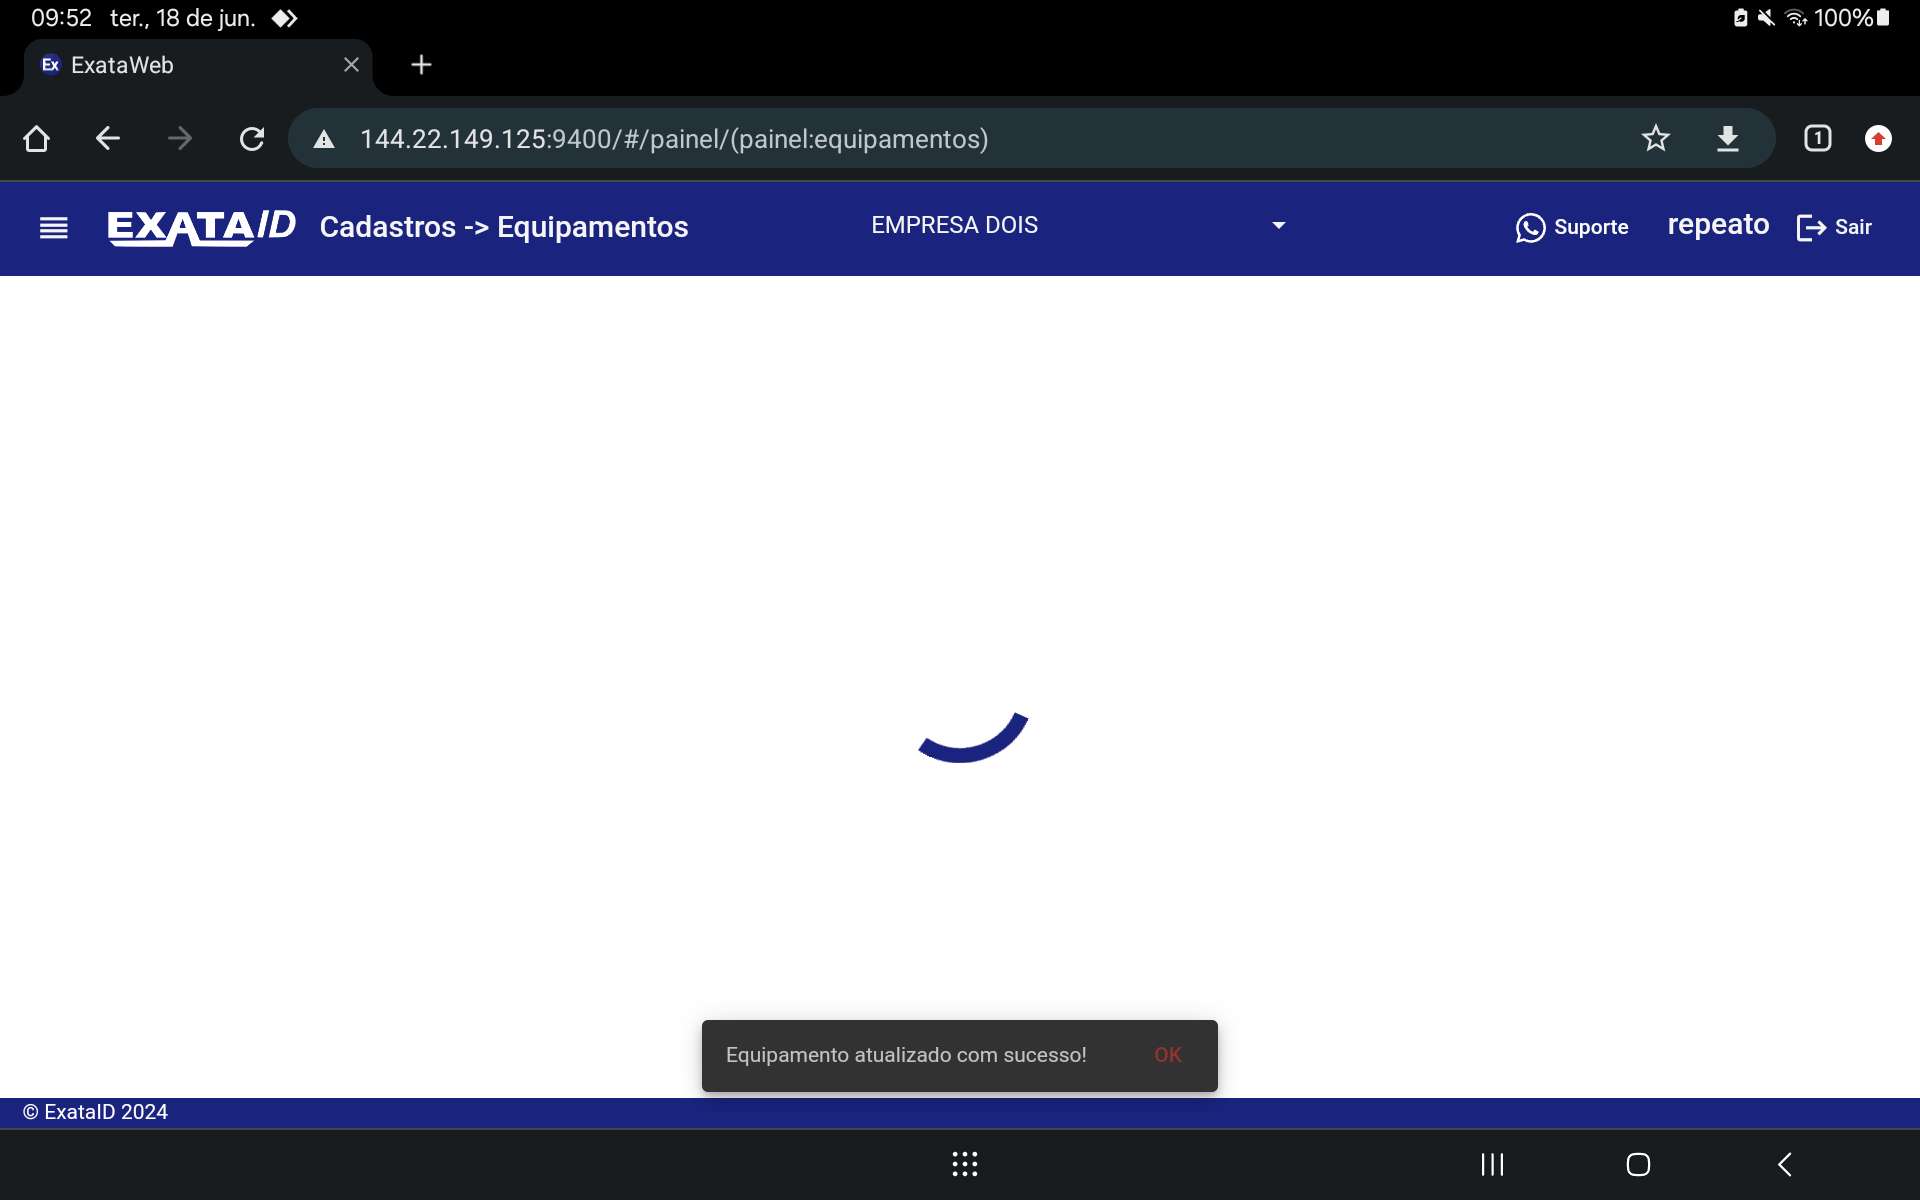 09:52 ter., 18 de jun.
100%
Ex ExataWeb
144.22.149.125:9400/#/painel/(painel:equipamentos)
1
EXATAID Cadastros -> Equipamentos EMPRESA DOIS Suporte repeato Sair
Equipamento atualizado com sucesso! OK
© ExataID 2024